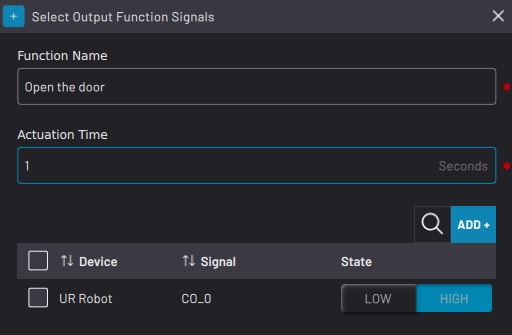 + Select Output Function Signals
Function Name
Open the door *
Actuation Time
1 Seconds *
ADD +
Device Signal State
UR Robot CO_0 LOW HIGH